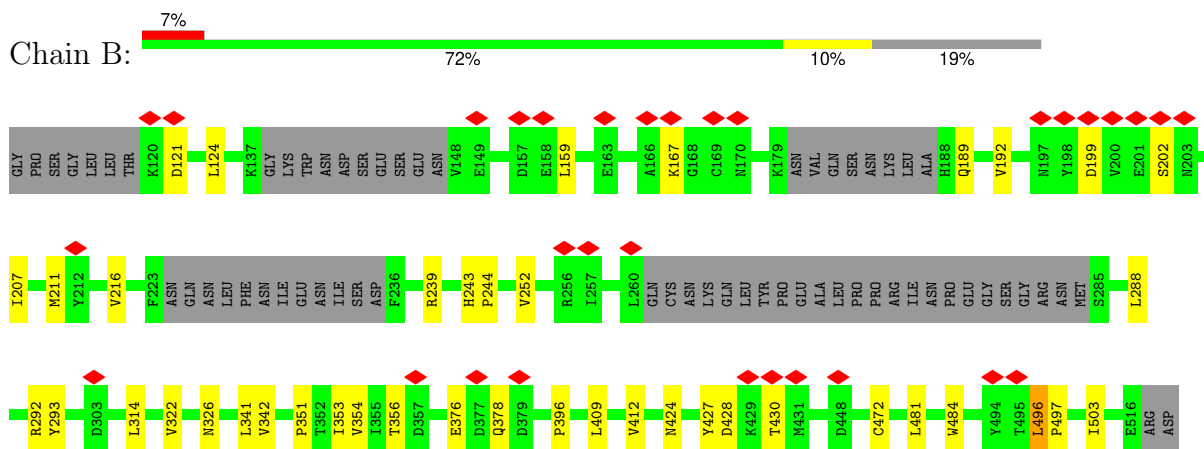 7%
Chain B:
72% 10% 19%
GLY PRO SER GLY LEU LEU THR K120 D121 L124 K137 GLY LYS TRP ASN ASP SER GLU SER GLU ASN V148 E149 D157 E158 L159 E163 A166 K167 G168 C169 N170 K179 ASN VAL GLN SER ASN LYS LEU ALA H188 Q189 V192 N197 Y198 D199 V200 E201 S202 N203
I207 M211 Y212 V216 F223 ASN GLN ASN LEU PHE ASN ILE GLU ASN ILE SER ASP F236 R239 H243 P244 V252 R256 I257 L260 GLN CYS ASN LYS GLN LEU TYR PRO GLU ALA LEU PRO PRO ARG ILE ASN PRO GLU GLY SER GLY ARG ASN MET S285 L288
R292 Y293 D303 L314 V322 N326 L341 V342 P351 T352 I353 V354 I355 T356 D357 E376 D377 Q378 D379 P396 L409 V412 N424 Y427 D428 K429 T430 M431 D448 C472 L481 W484 Y494 T495 L496 P497 I503 E516 ARG ASP